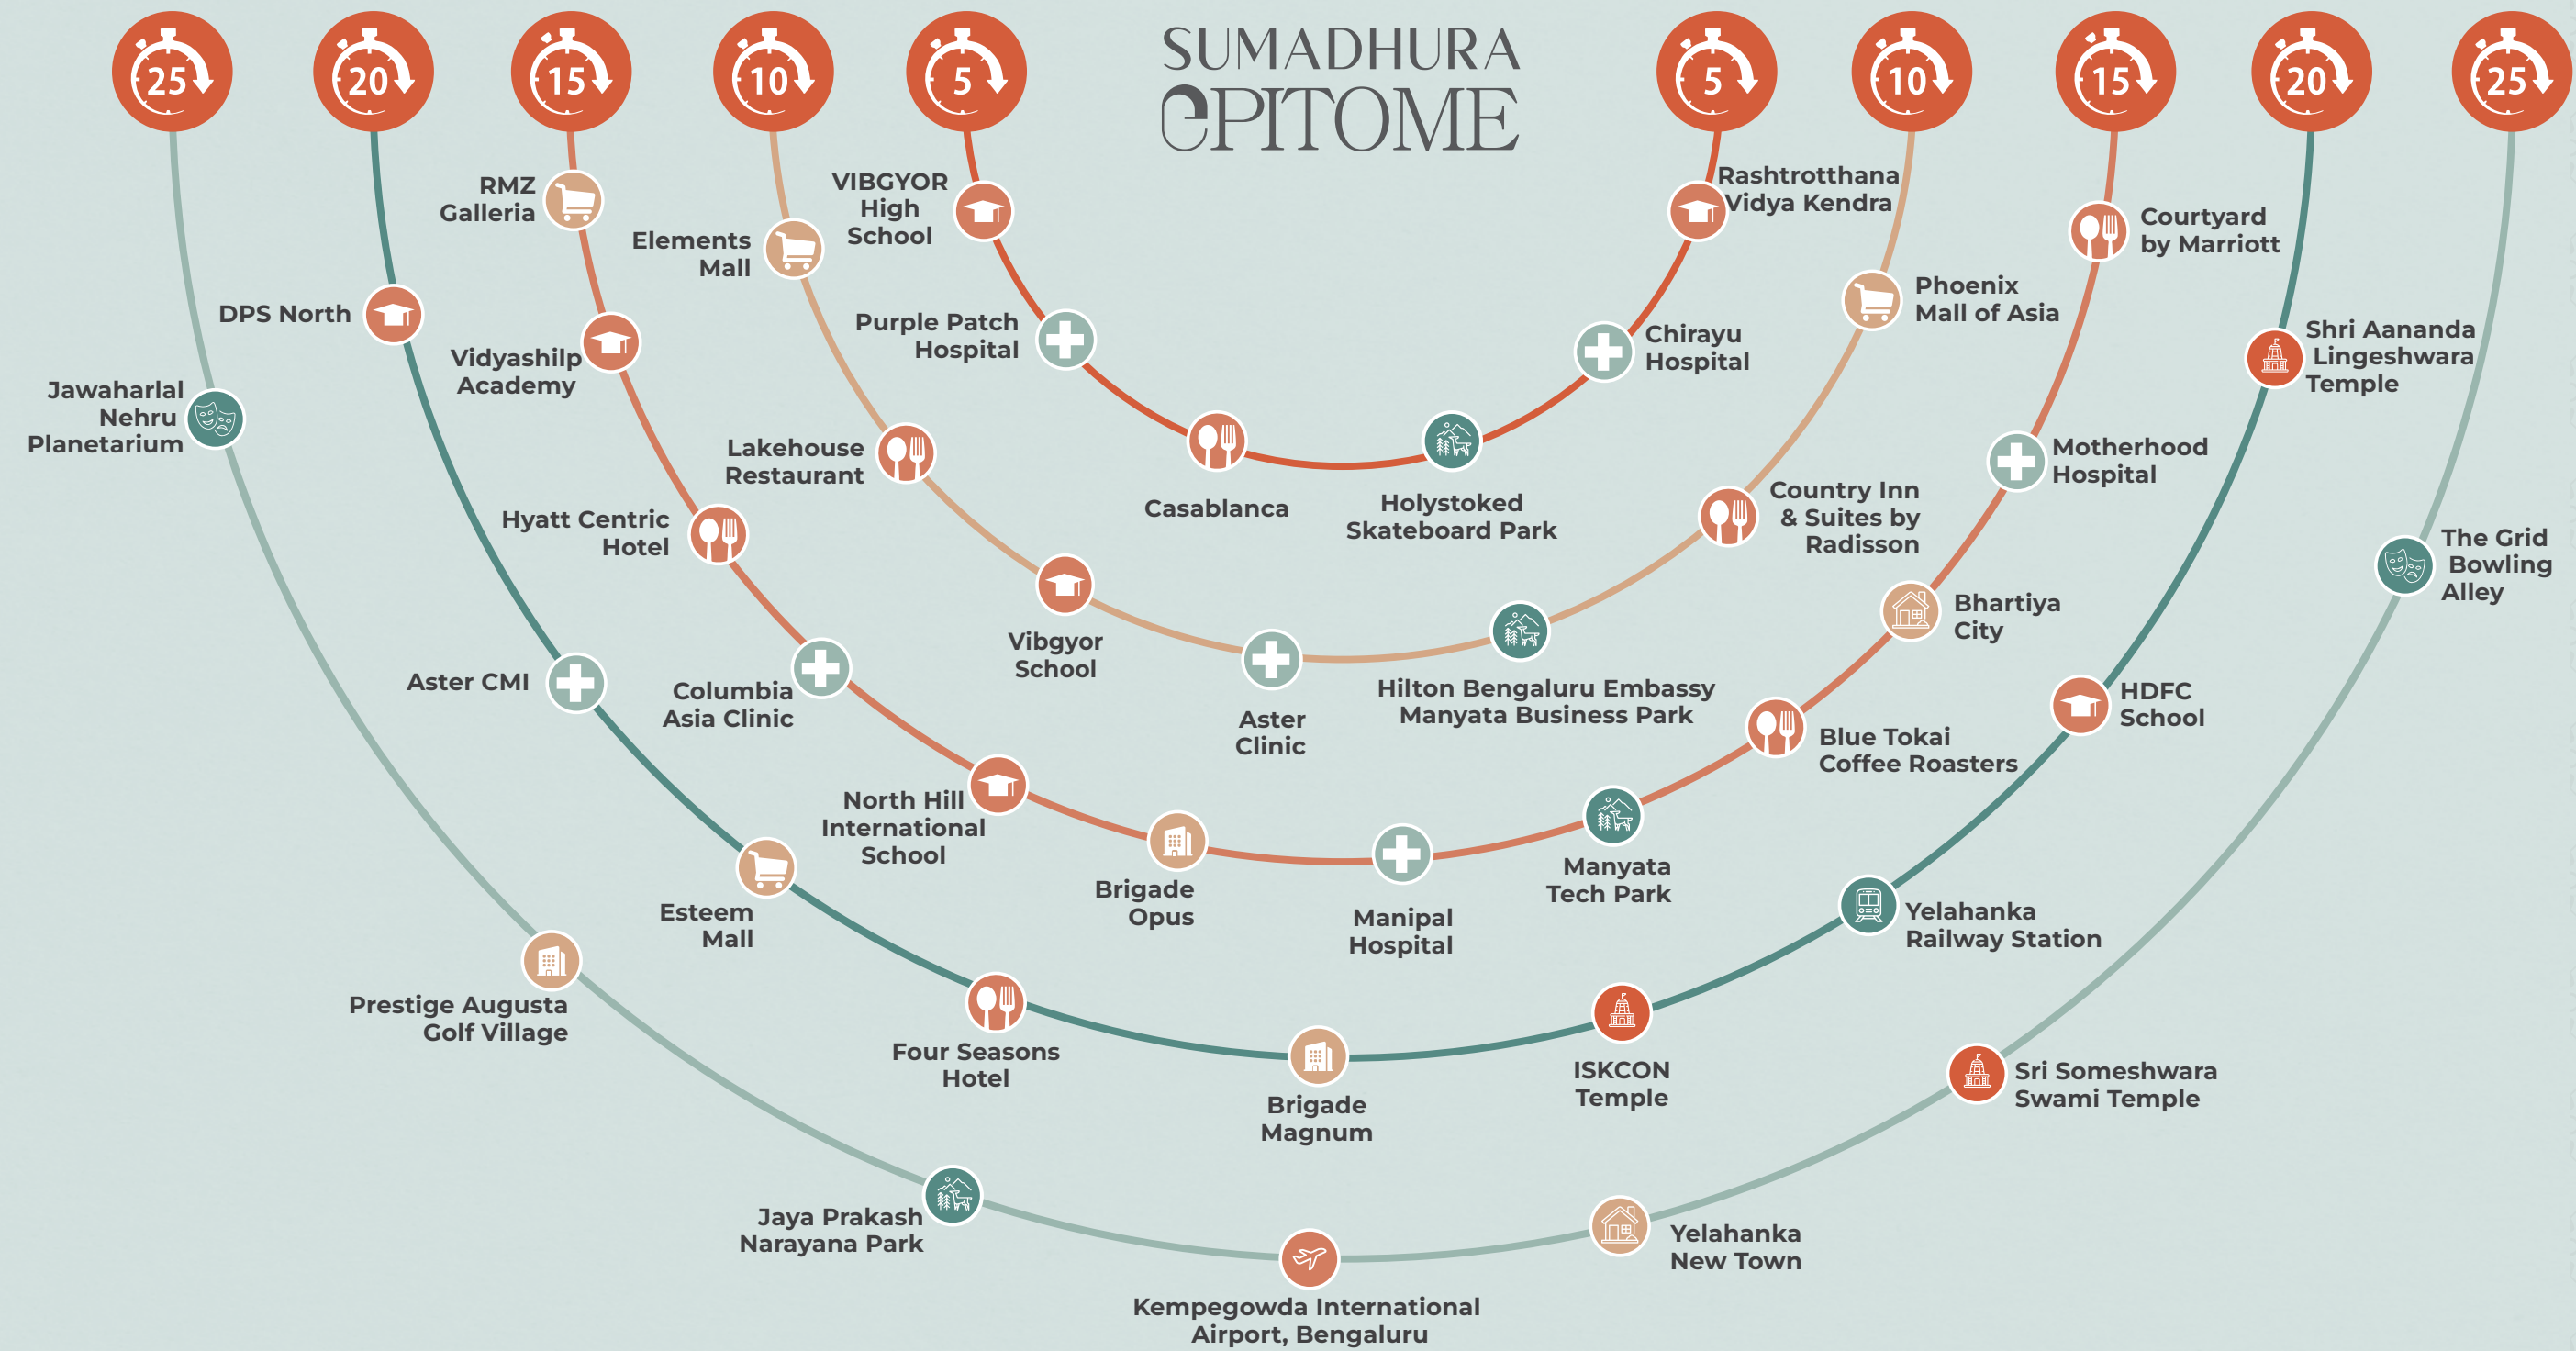 25
20
15
10
5
SUMADHURA
ePITOME
5
10
15
20
25
VIBGYOR
High
School
Purple Patch
Hospital
Casablanca
Holystoked
Skateboard Park
Chirayu
Hospital
Rashtrotthana
Vidya Kendra
Elements
Mall
Lakehouse
Restaurant
Vibgyor
School
Aster
Clinic
Hilton Bengaluru Embassy
Manyata Business Park
Country Inn
& Suites by
Radisson
Phoenix
Mall of Asia
RMZ
Galleria
Vidyashilp
Academy
Hyatt Centric
Hotel
Columbia
Asia Clinic
North Hill
International
School
Brigade
Opus
Manipal
Hospital
Manyata
Tech Park
Blue Tokai
Coffee Roasters
Bhartiya
City
Motherhood
Hospital
Courtyard
by Marriott
DPS North
Aster CMI
Esteem
Mall
Four Seasons
Hotel
Brigade
Magnum
ISKCON
Temple
Yelahanka
Railway Station
HDFC
School
Shri Aananda
Lingeshwara
Temple
Jawaharlal
Nehru
Planetarium
Prestige Augusta
Golf Village
Jaya Prakash
Narayana Park
Kempegowda International
Airport, Bengaluru
Yelahanka
New Town
Sri Someshwara
Swami Temple
The Grid
Bowling
Alley